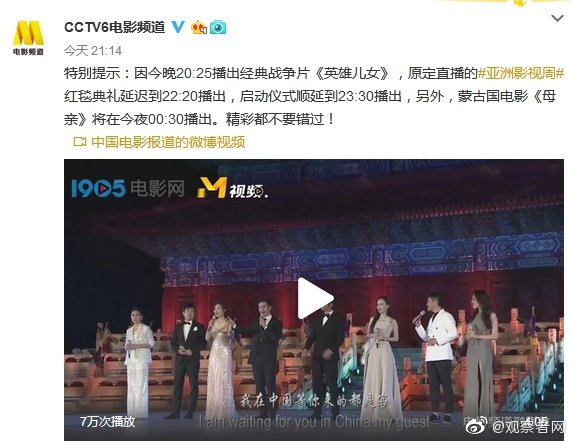 CCTV6电影频道
今天 21:14
电影频道
特别提示：因今晚20:25播出经典战争片《英雄儿女》，原定直播的#亚洲影视周#
红毯典礼延迟到22:20播出，启动仪式顺延到23:30播出，另外，蒙古国电影《母
亲》将在今夜00:30播出。精彩都不要错过！
中国电影报道的微博视频
1905电影网 M视频
我在中国等你来的都是客
I am waiting for you in China my guest
7万次播放
@观察者网